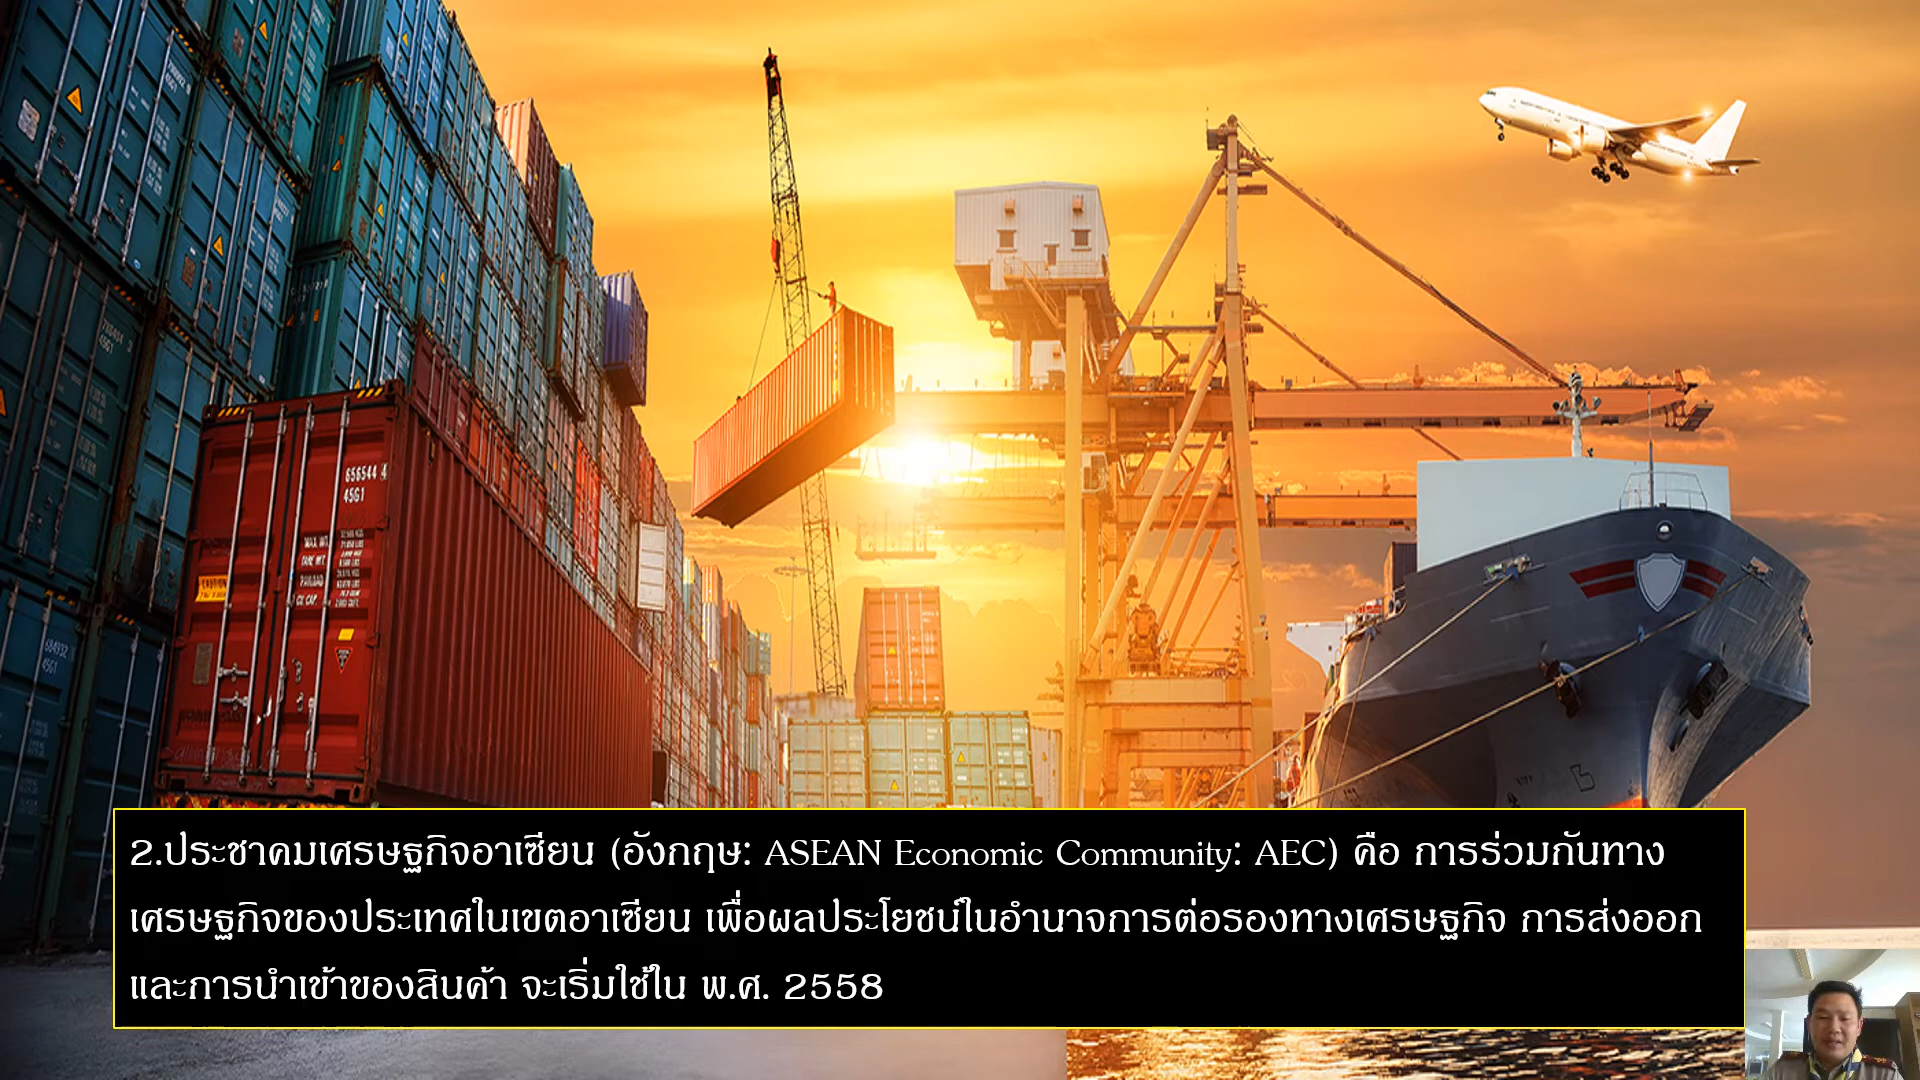 656544 4
45G1
2.ประชาคมเศรษฐกิจอาเซียน (อังกฤษ: ASEAN Economic Community: AEC) คือ การร่วมกันทาง
เศรษฐกิจของประเทศในเขตอาเซียน เพื่อผลประโยชน์ในอำนาจการต่อรองทางเศรษฐกิจ การส่งออก
และการนำเข้าของสินค้า จะเริ่มใช้ใน พ.ศ. 2558